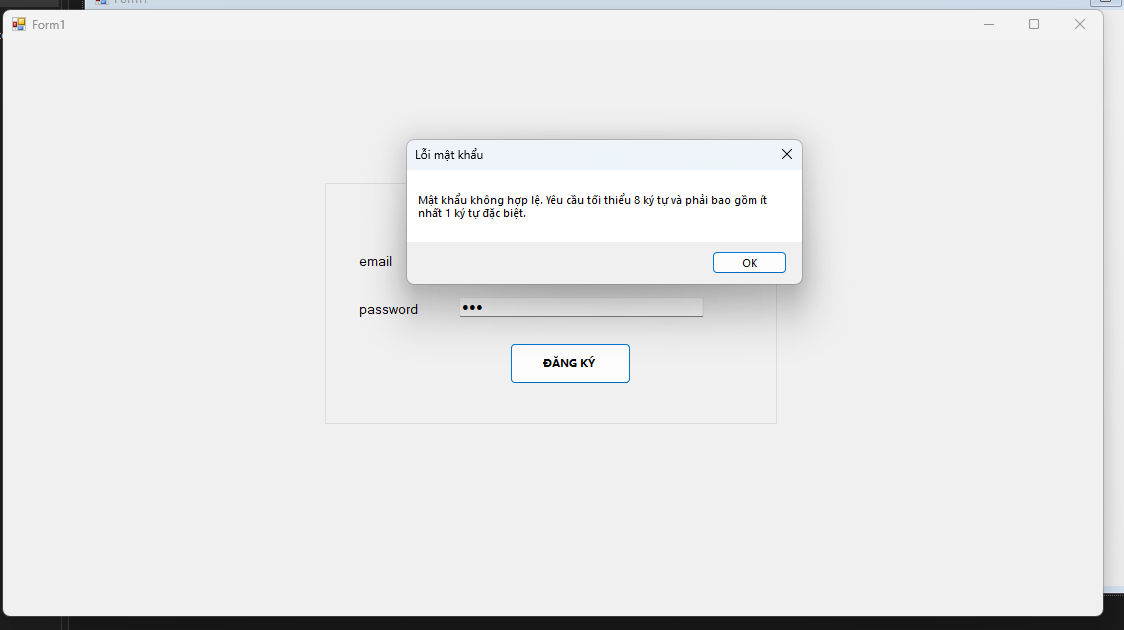 Form1
Form1
Lỗi mật khẩu
Mật khẩu không hợp lệ. Yêu cầu tối thiểu 8 ký tự và phải bao gồm ít
nhất 1 ký tự đặc biệt.
OK
email
password
ĐĂNG KÝ